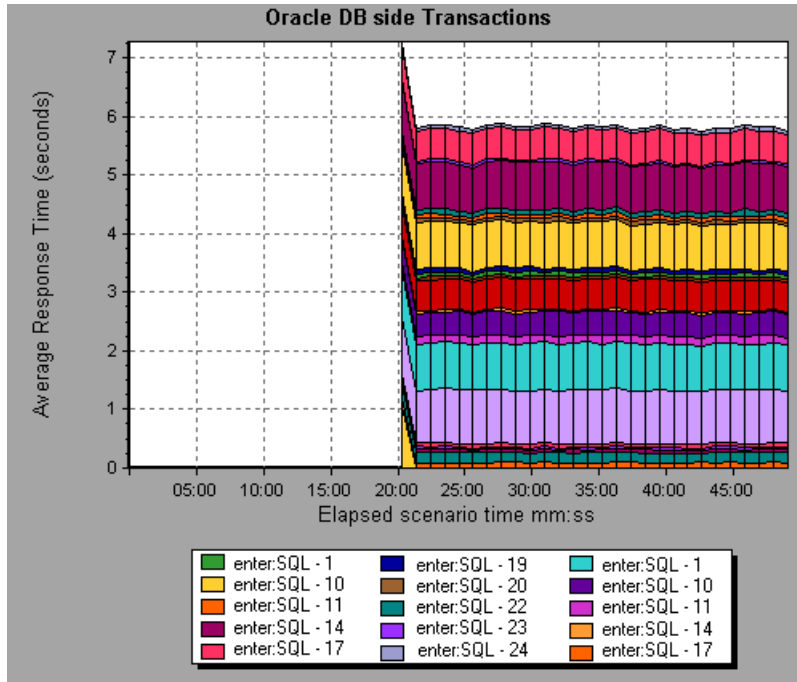 Oracle DB side Transactions
Average Response Time (seconds)
7
6
5
4
3
2
1
0
05:00 10:00 15:00 20:00 25:00 30:00 35:00 40:00 45:00
Elapsed scenario time mm:ss
enter:SQL - 1 enter:SQL - 19 enter:SQL - 1
enter:SQL - 10 enter:SQL - 20 enter:SQL - 10
enter:SQL - 11 enter:SQL - 22 enter:SQL - 11
enter:SQL - 14 enter:SQL - 23 enter:SQL - 14
enter:SQL - 17 enter:SQL - 24 enter:SQL - 17